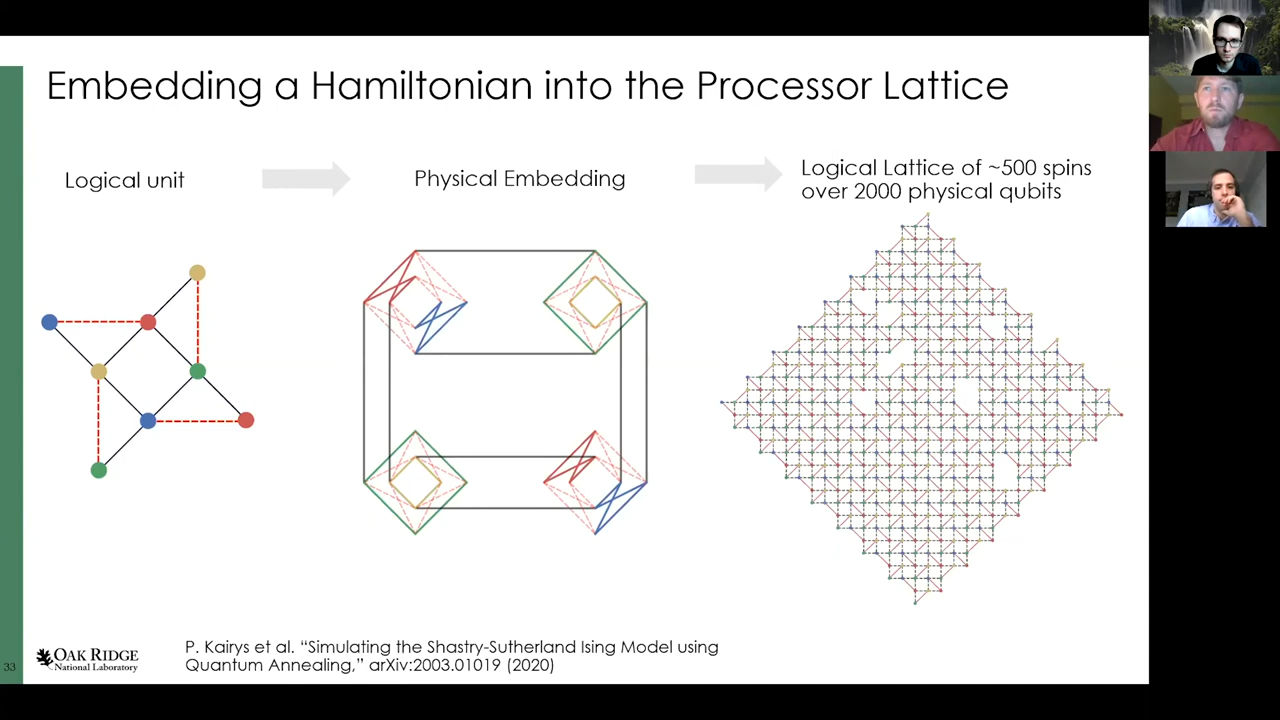 Embedding a Hamiltonian into the Processor Lattice
Logical unit
Physical Embedding
Logical Lattice of ~500 spins
over 2000 physical qubits
33
OAK RIDGE
National Laboratory
P. Kairys et al. “Simulating the Shastry-Sutherland Ising Model using
Quantum Annealing,” arXiv:2003.01019 (2020)